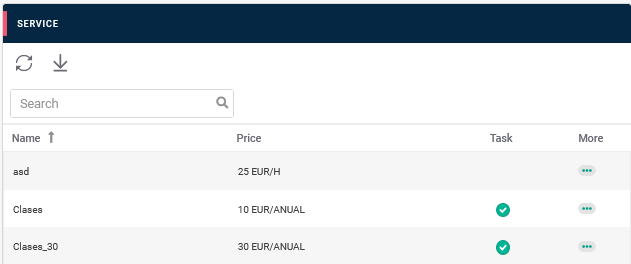 SERVICE
Search
Name Price Task More
asd 25 EUR/H
Clases 10 EUR/ANUAL
Clases_30 30 EUR/ANUAL